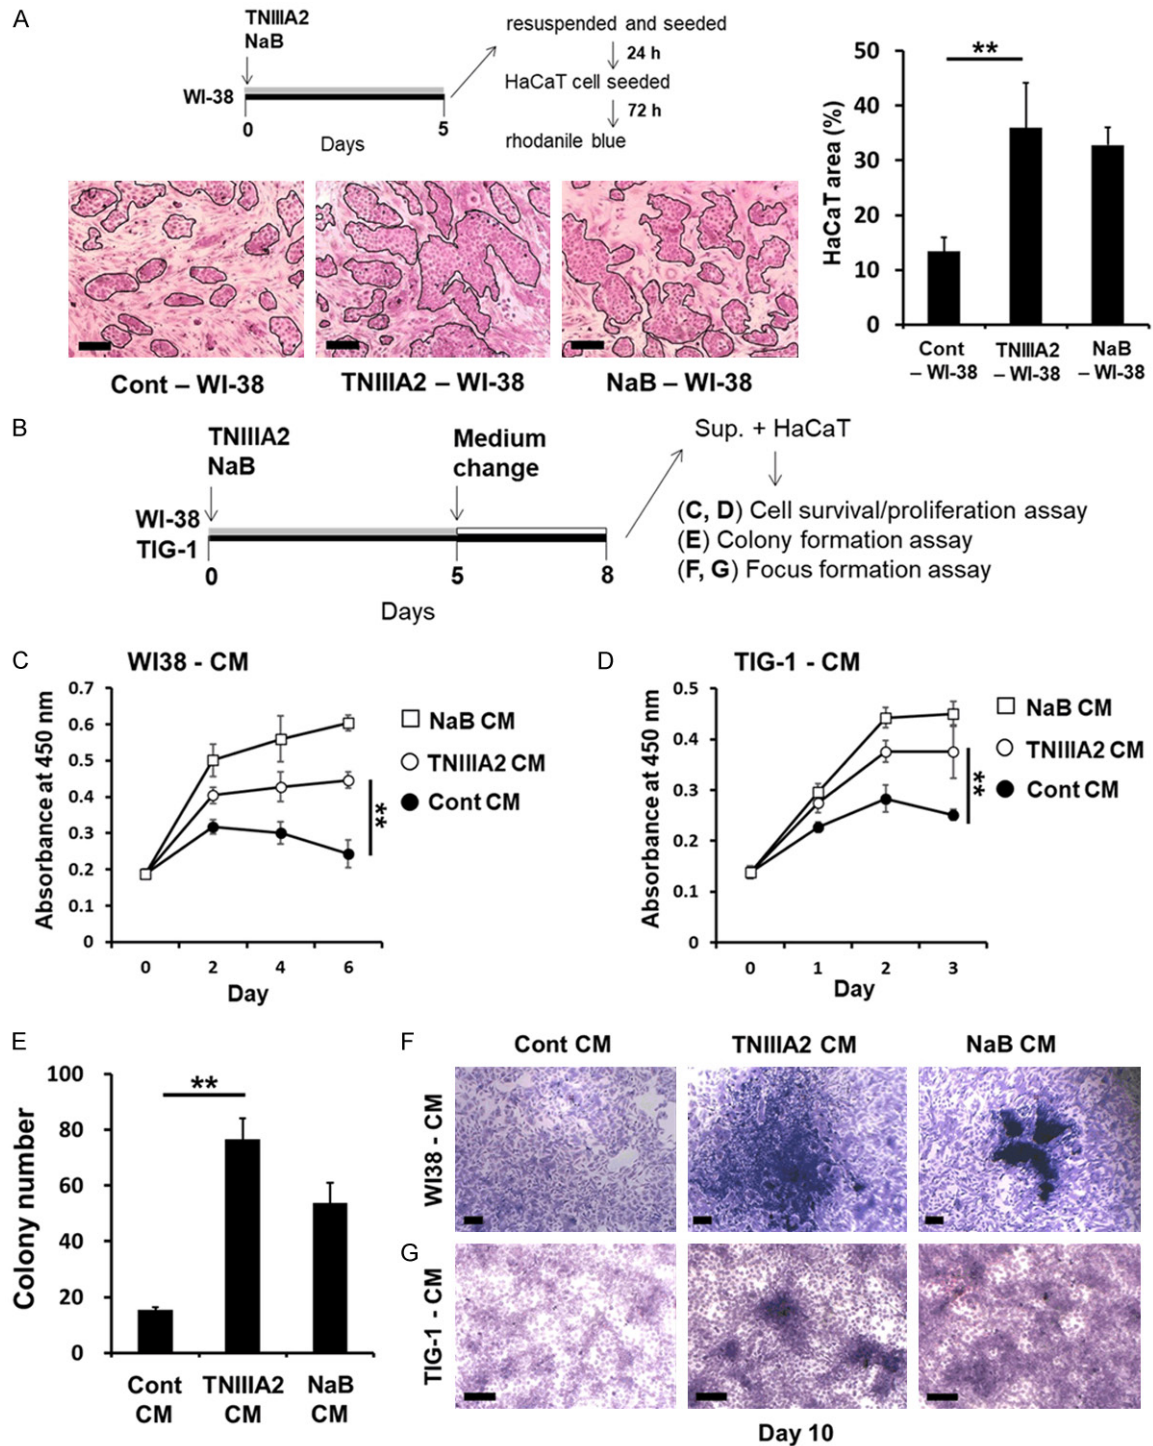 A
TNIIIA2
NaB
WI-38
0
5
Days
resuspended and seeded
24 h
HaCaT cell seeded
72 h
rhodanile blue
Cont – WI-38
TNIIIA2 – WI-38
NaB – WI-38
HaCaT area (%)
50
40
30
20
10
0
**
Cont
– WI-38
TNIIIA2
– WI-38
NaB
– WI-38
B
TNIIIA2
NaB
Medium
change
WI-38
TIG-1
0
5
8
Days
Sup. + HaCaT
(C, D) Cell survival/proliferation assay
(E) Colony formation assay
(F, G) Focus formation assay
C
WI38 - CM
Absorbance at 450 nm
0.7
0.6
0.5
0.4
0.3
0.2
0.1
0
0
2
4
6
Day
NaB CM
TNIIIA2 CM
Cont CM
**
D
TIG-1 - CM
Absorbance at 450 nm
0.5
0.4
0.3
0.2
0.1
0
0
1
2
3
Day
NaB CM
TNIIIA2 CM
Cont CM
**
E
Colony number
100
80
60
40
20
0
**
Cont
CM
TNIIIA2
CM
NaB
CM
F
Cont CM
TNIIIA2 CM
NaB CM
WI38 - CM
G
TIG-1 - CM
Day 10